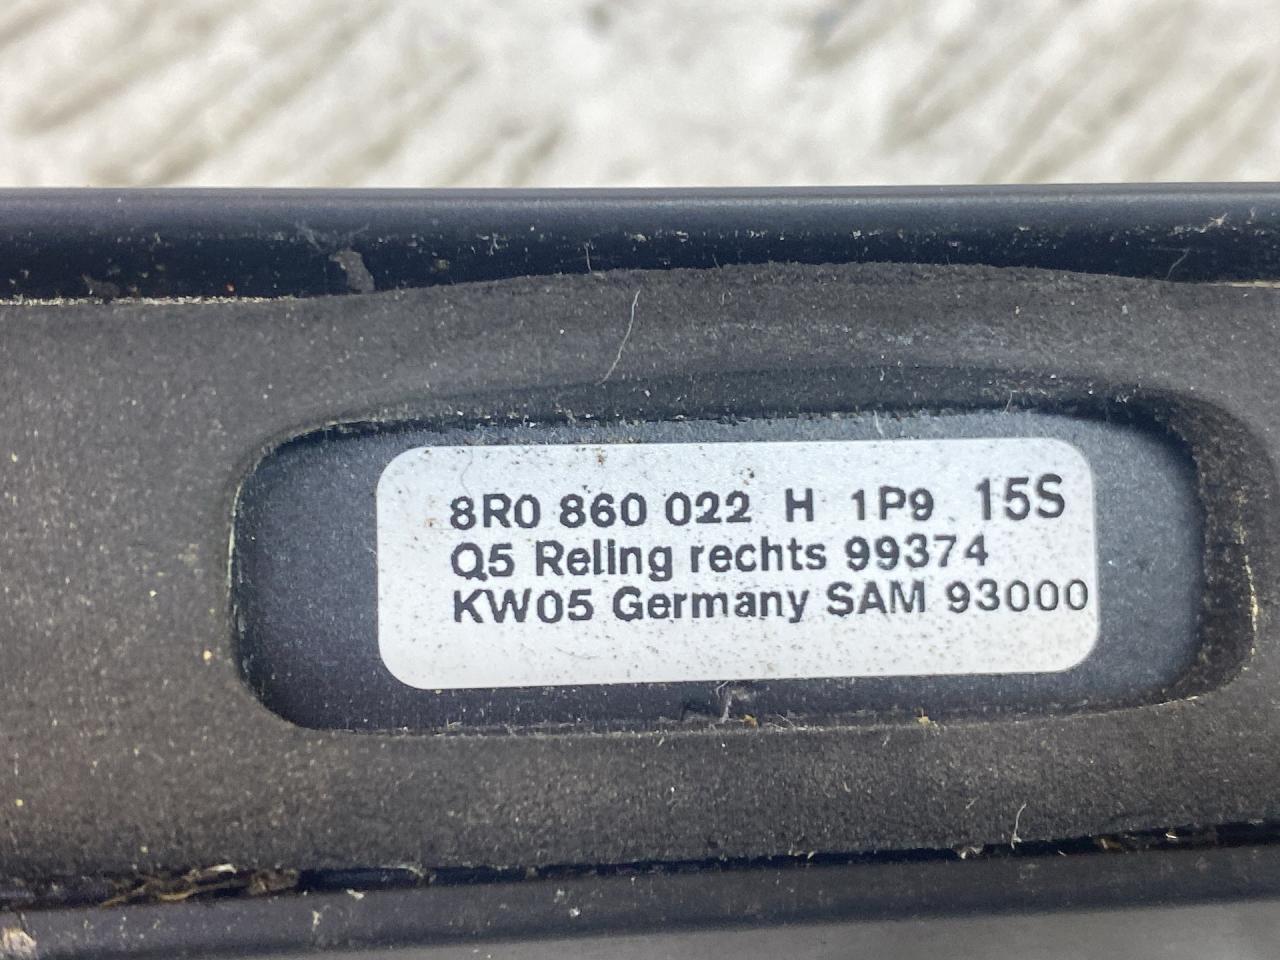 8R0 860 022 H 1P9 15S
Q5 Reling rechts 99374
KW05 Germany SAM 93000